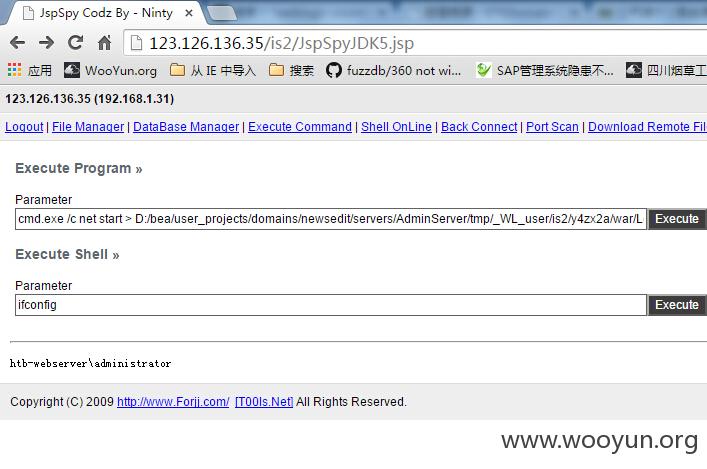 JspSpy Codz By - Ninty
123.126.136.35/is2/JspSpyJDK5.jsp
应用 WooYun.org 从 IE 中导入 搜索 fuzzdb/360 not wi... SAP管理系统隐患不... 四川烟草工
123.126.136.35 (192.168.1.31)
Logout | File Manager | DataBase Manager | Execute Command | Shell OnLine | Back Connect | Port Scan | Download Remote Fil
Execute Program »
Parameter
cmd.exe /c net start > D:/bea/user_projects/domains/newsedit/servers/AdminServer/tmp/_WL_user/is2/y4zx2a/war/L Execute
Execute Shell »
Parameter
ifconfig Execute
htb-webserver\administrator
Copyright (C) 2009 http://www.Forjj.com/ [T00ls.Net] All Rights Reserved.
www.wooyun.org